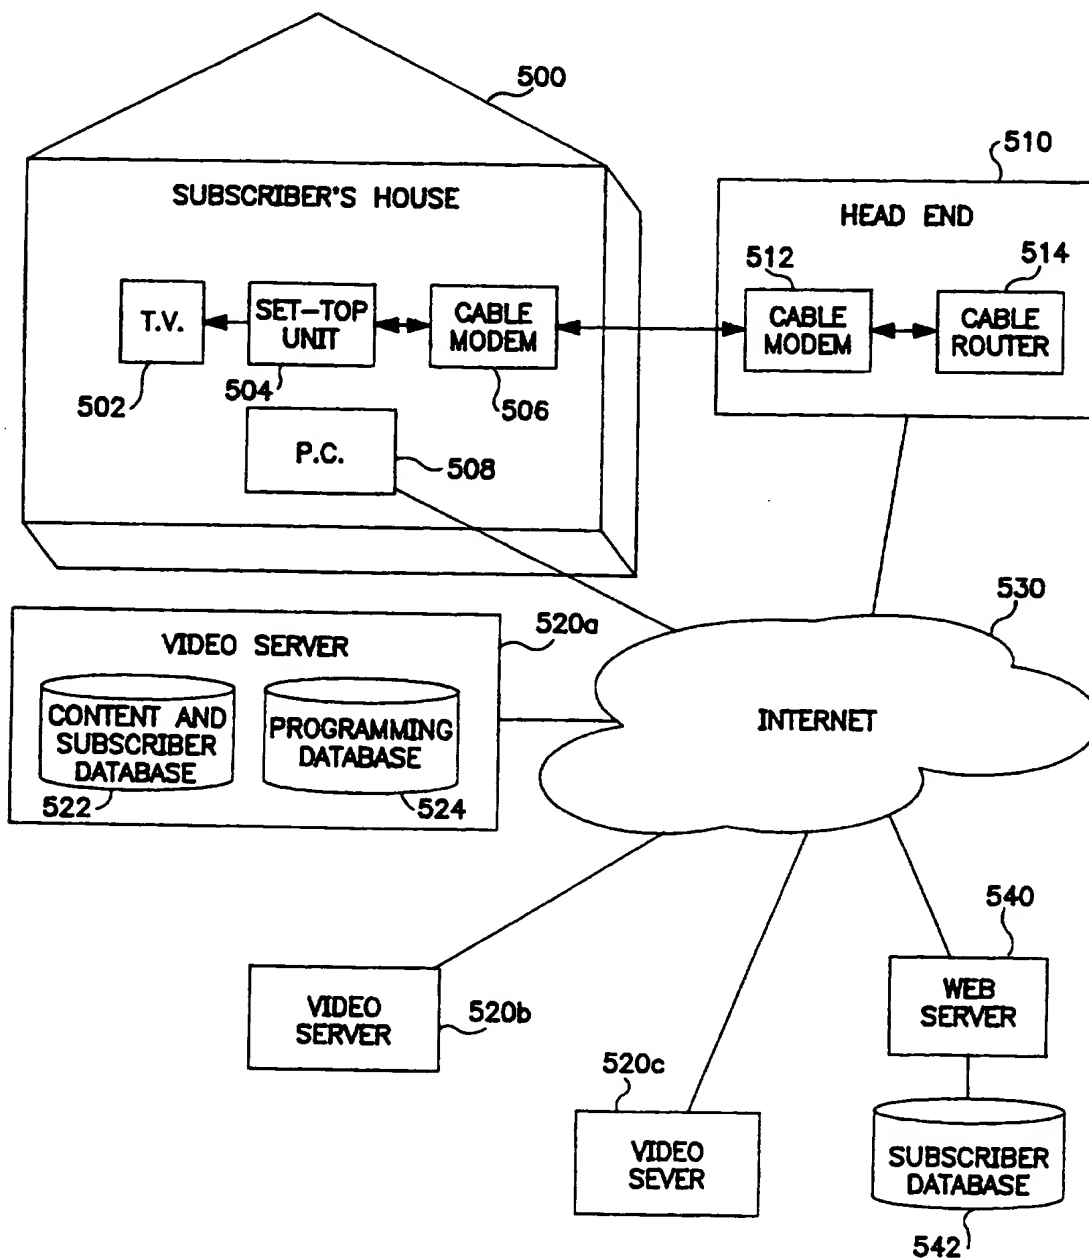 500
SUBSCRIBER'S HOUSE
T.V.
502
SET-TOP
UNIT
504
CABLE
MODEM
506
P.C.
508
510
HEAD END
512
CABLE
MODEM
514
CABLE
ROUTER
520a
VIDEO SERVER
CONTENT AND
SUBSCRIBER
DATABASE
522
PROGRAMMING
DATABASE
524
530
INTERNET
VIDEO
SERVER
520b
520c
VIDEO
SEVER
540
WEB
SERVER
SUBSCRIBER
DATABASE
542